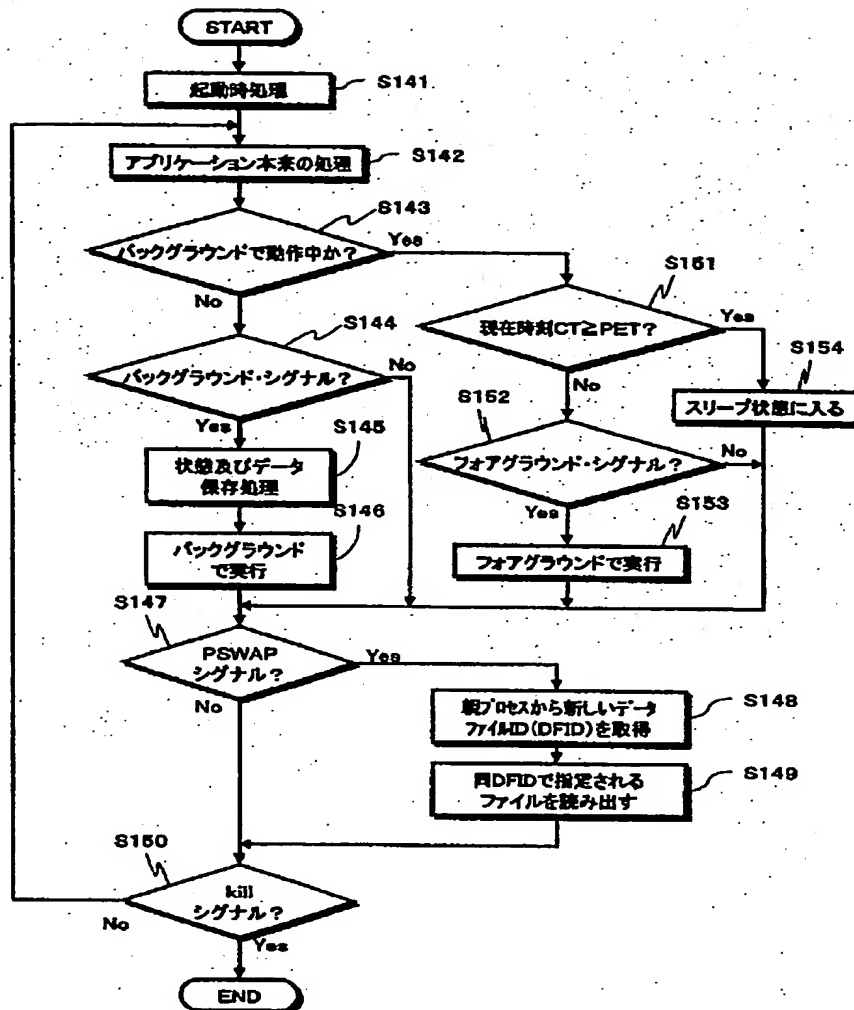 START
起動時処理
S141
アプリケーション本来の処理
S142
S143
バックグラウンドで動作中か?
Yes
No
S151
現在時刻CT≧PET?
Yes
No
S144
バックグラウンド・シグナル?
No
Yes
S154
スリープ状態に入る
S152
フォアグラウンド・シグナル?
No
Yes
S145
状態及びデータ
保存処理
S146
バックグラウンド
で実行
S153
フォアグラウンドで実行
S147
PSWAP
シグナル?
Yes
No
親プロセスから新しいデータ
ファイルID(DFID)を取得
S148
同DFIDで指定される
ファイルを読み出す
S149
S150
kill
シグナル?
No
Yes
END